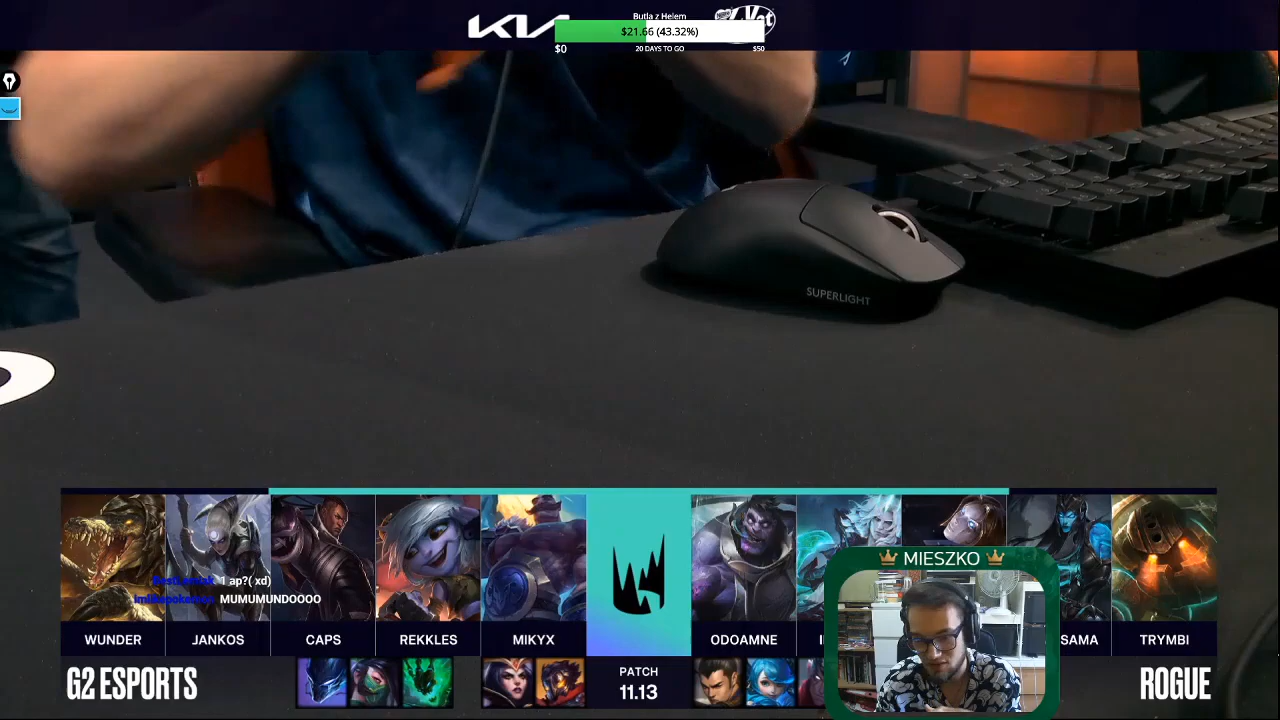 KIA
Butla z Helem
$21.66 (43.32%)
$0
20 DAYS TO GO
$50
SUPERLIGHT
1 ap?( xd)
MUMUMUNDOOOO
WUNDER
JANKOS
CAPS
REKKLES
MIKYX
ODOAMNE
I
SAMA
TRYMBI
MIESZKO
G2 ESPORTS
PATCH
11.13
ROGUE